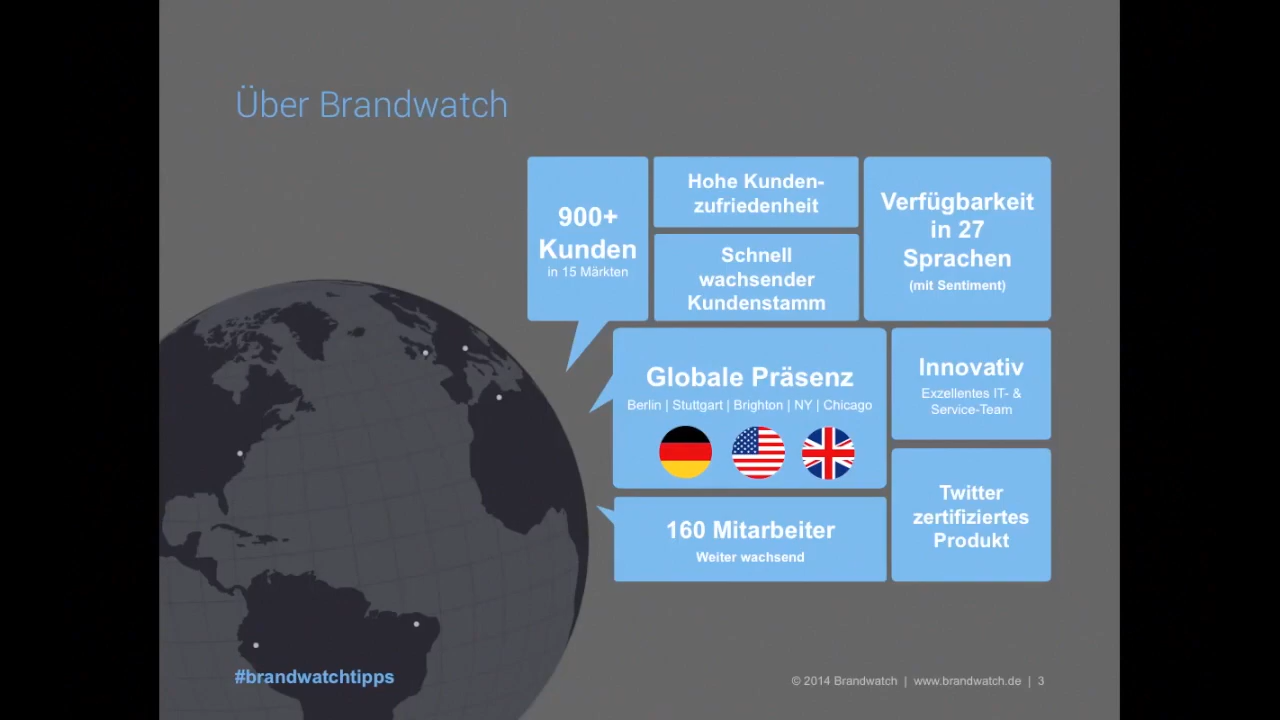 Über Brandwatch
900+
Kunden
in 15 Märkten
Hohe Kunden-
zufriedenheit
Schnell
wachsender
Kundenstamm
Verfügbarkeit
in 27
Sprachen
(mit Sentiment)
Globale Präsenz
Berlin | Stuttgart | Brighton | NY | Chicago
Innovativ
Exzellentes IT- &
Service-Team
160 Mitarbeiter
Weiter wachsend
Twitter
zertifiziertes
Produkt
#brandwatchtipps
© 2014 Brandwatch | www.brandwatch.de | 3